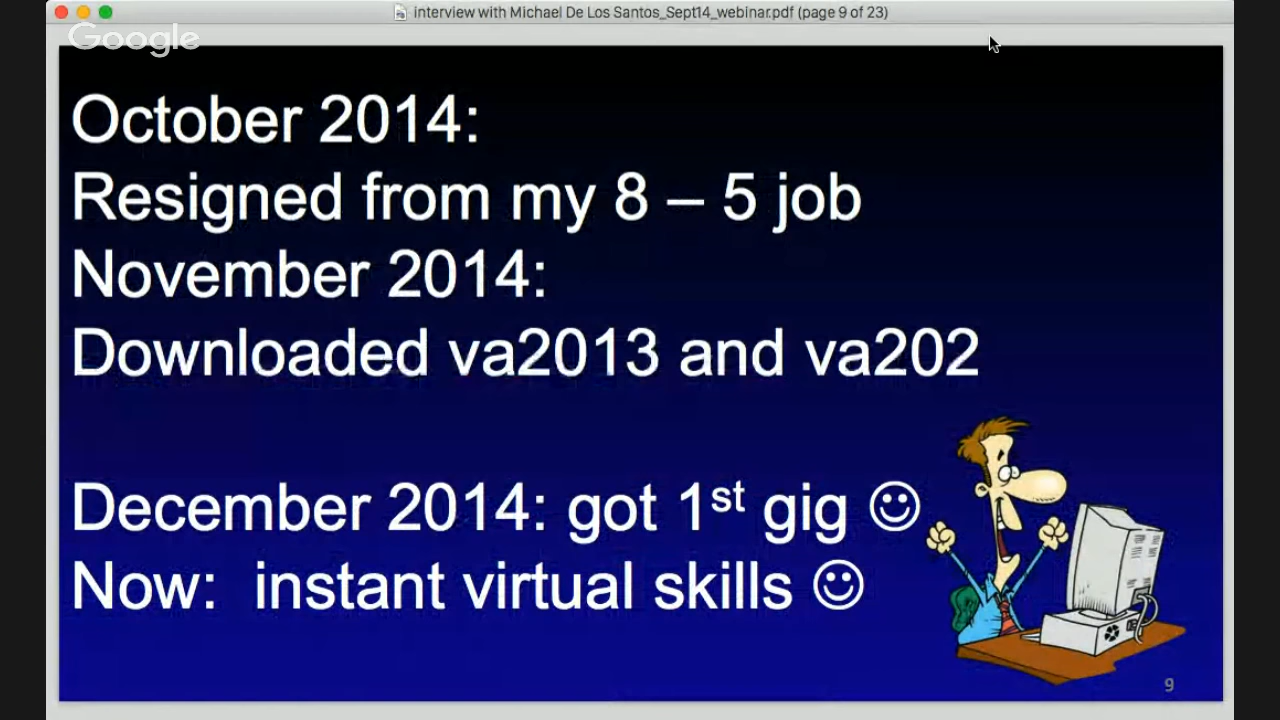 interview with Michael De Los Santos_Sept14_webinar.pdf (page 9 of 23)
Google
October 2014:
Resigned from my 8 – 5 job
November 2014:
Downloaded va2013 and va202
December 2014: got 1st gig ☺
Now:  instant virtual skills ☺
9